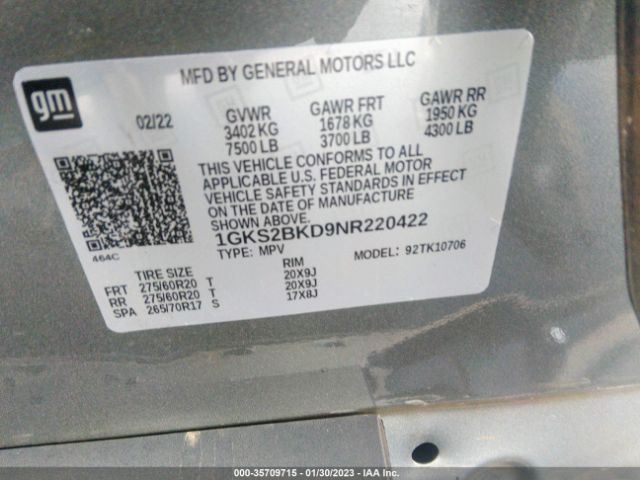 MFD BY GENERAL MOTORS LLC
gm
02/22
GVWR GAWR FRT GAWR RR
3402 KG 1678 KG 1950 KG
7500 LB 3700 LB 4300 LB
THIS VEHICLE CONFORMS TO ALL
APPLICABLE U.S. FEDERAL MOTOR
VEHICLE SAFETY STANDARDS IN EFFECT
ON THE DATE OF MANUFACTURE
SHOWN ABOVE.
1GKS2BKD9NR220422
TYPE: MPV MODEL: 92TK10706
464C
TIRE SIZE RIM
FRT 275/60R20 T 20X9J
RR 275/60R20 T 20X9J
SPA 265/70R17 S 17X8J
000-35709715 - 01/30/2023 - IAA Inc.